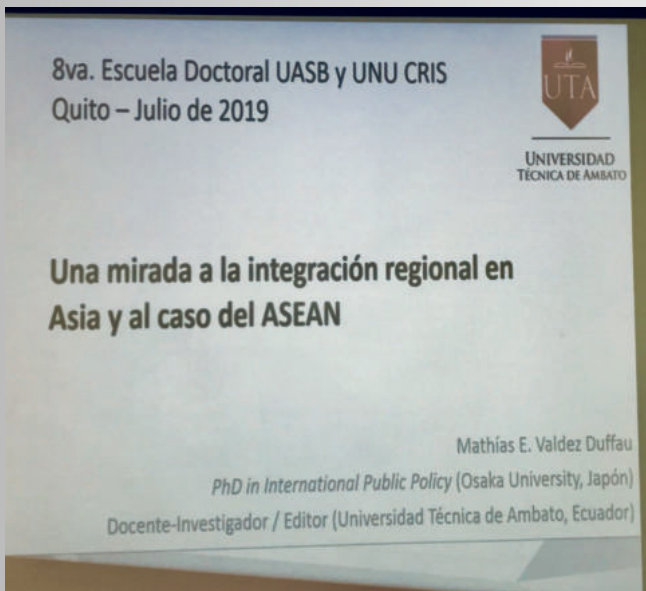 8va. Escuela Doctoral UASB y UNU CRIS
Quito – Julio de 2019
UTA
UNIVERSIDAD
TÉCNICA DE AMBATO
Una mirada a la integración regional en
Asia y al caso del ASEAN
Mathías E. Valdez Duffau
PhD in International Public Policy (Osaka University, Japón)
Docente-Investigador / Editor (Universidad Técnica de Ambato, Ecuador)